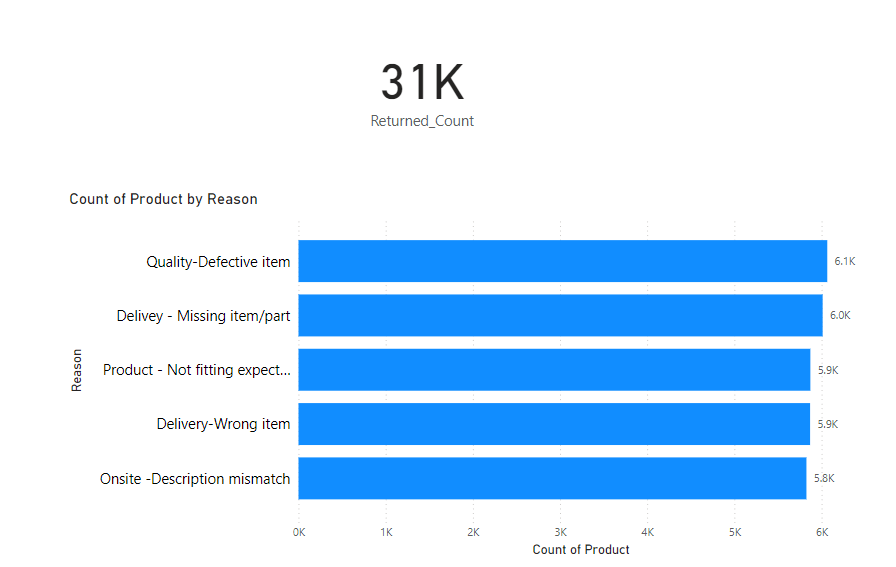 31K
Returned_Count
Count of Product by Reason
Quality-Defective item
6.1K
Delivey - Missing item/part
6.0K
Product - Not fitting expect...
5.9K
Delivery-Wrong item
5.9K
Onsite -Description mismatch
5.8K
Reason
0K 1K 2K 3K 4K 5K 6K
Count of Product